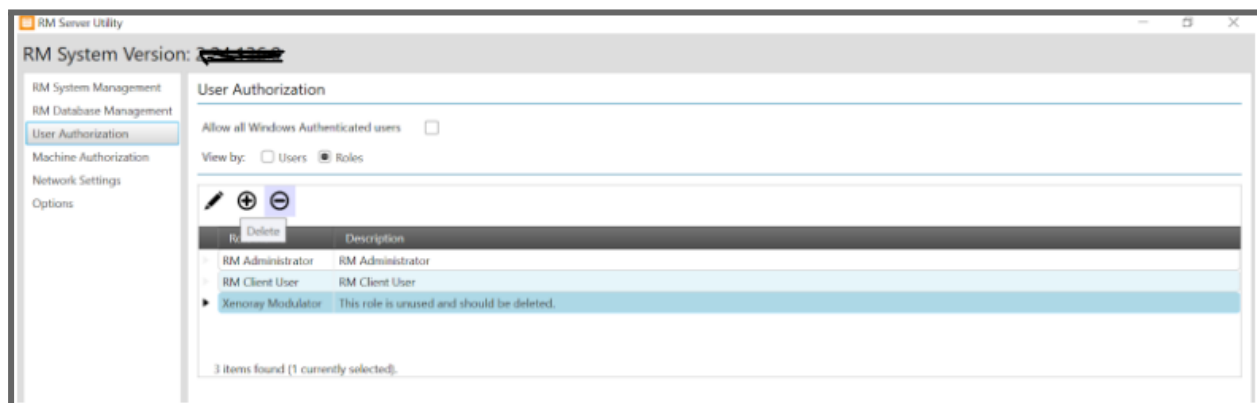 RM Server Utility
RM System Version:
RM System Management
RM Database Management
User Authorization
Machine Authorization
Network Settings
Options
User Authorization
Allow all Windows Authenticated users
View by: Users Roles
Delete
Description
RM Administrator RM Administrator
RM Client User RM Client User
Xenoray Modulator This role is unused and should be deleted.
3 items found (1 currently selected).